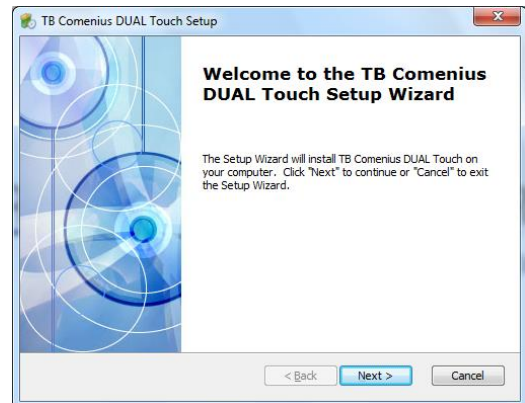 TB Comenius DUAL Touch Setup
Welcome to the TB Comenius
DUAL Touch Setup Wizard
The Setup Wizard will install TB Comenius DUAL Touch on
your computer. Click "Next" to continue or "Cancel" to exit
the Setup Wizard.
< Back
Next >
Cancel